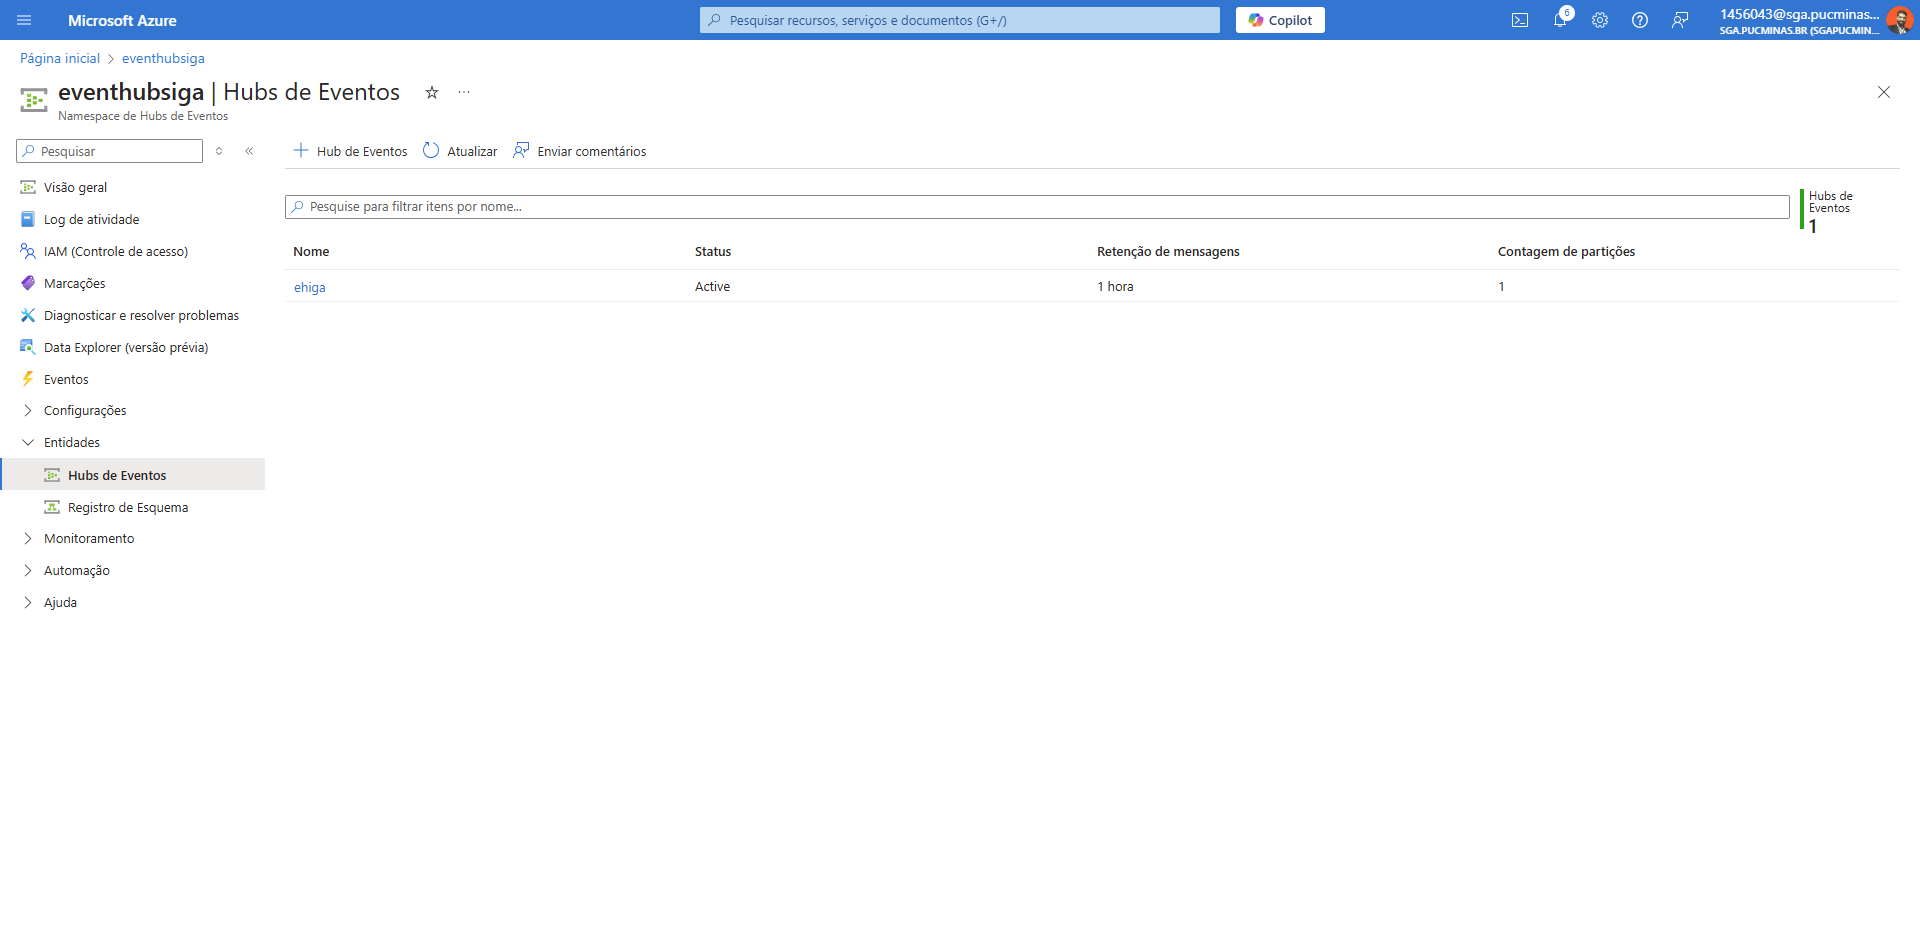 Microsoft Azure
Pesquisar recursos, serviços e documentos (G+/)
Copilot
6
1456043@sga.pucminas...
SGA.PUCMINAS.BR (SGAPUCMIN...
Página inicial > eventhubsiga
eventhubsiga | Hubs de Eventos
Namespace de Hubs de Eventos
Pesquisar
Visão geral
Log de atividade
IAM (Controle de acesso)
Marcações
Diagnosticar e resolver problemas
Data Explorer (versão prévia)
Eventos
Configurações
Entidades
Hubs de Eventos
Registro de Esquema
Monitoramento
Automação
Ajuda
Hub de Eventos
Atualizar
Enviar comentários
Pesquise para filtrar itens por nome...
Hubs de
Eventos
1
Nome Status Retenção de mensagens Contagem de partições
ehiga Active 1 hora 1